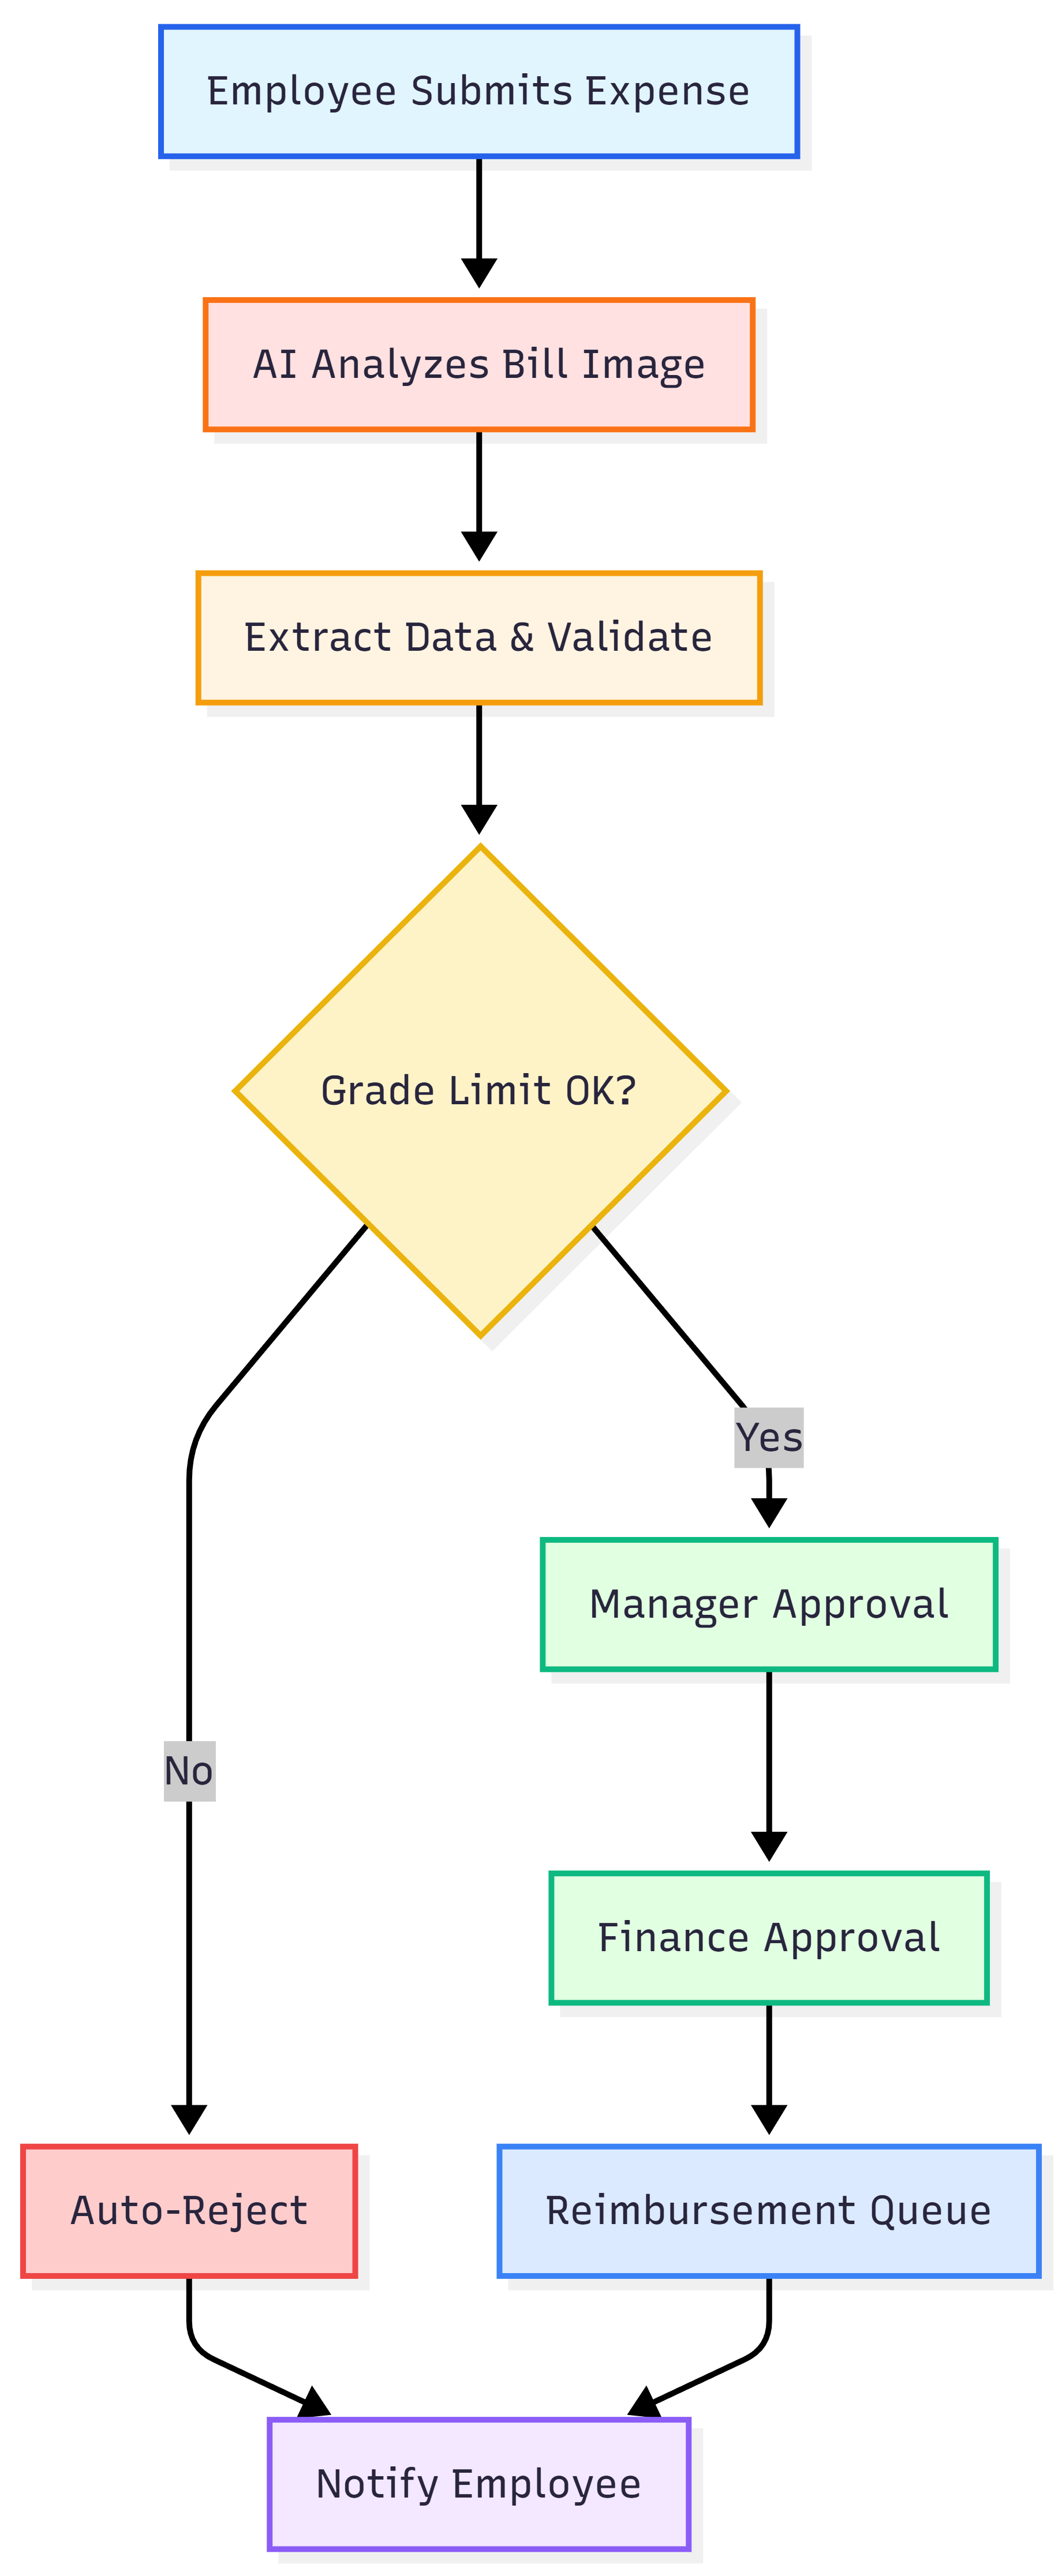 Employee Submits Expense
AI Analyzes Bill Image
Extract Data & Validate
Grade Limit OK?
Yes
Manager Approval
No
Finance Approval
Auto-Reject
Reimbursement Queue
Notify Employee